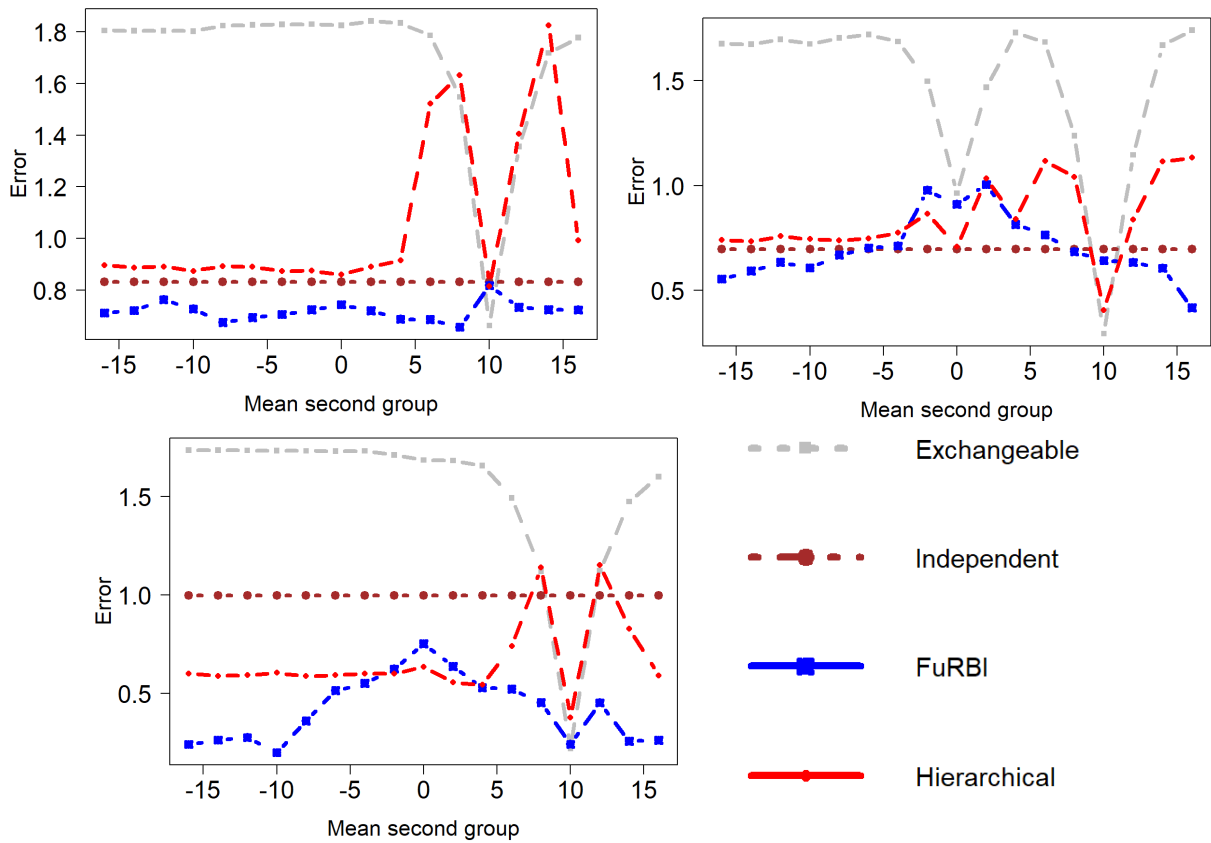 Error
1.8
1.6
1.4
1.2
1.0
0.8
-15 -10 -5 0 5 10 15
Mean second group
Error
1.5
1.0
0.5
-15 -10 -5 0 5 10 15
Mean second group
Error
1.5
1.0
0.5
-15 -10 -5 0 5 10 15
Mean second group
Exchangeable
Independent
FuRBI
Hierarchical